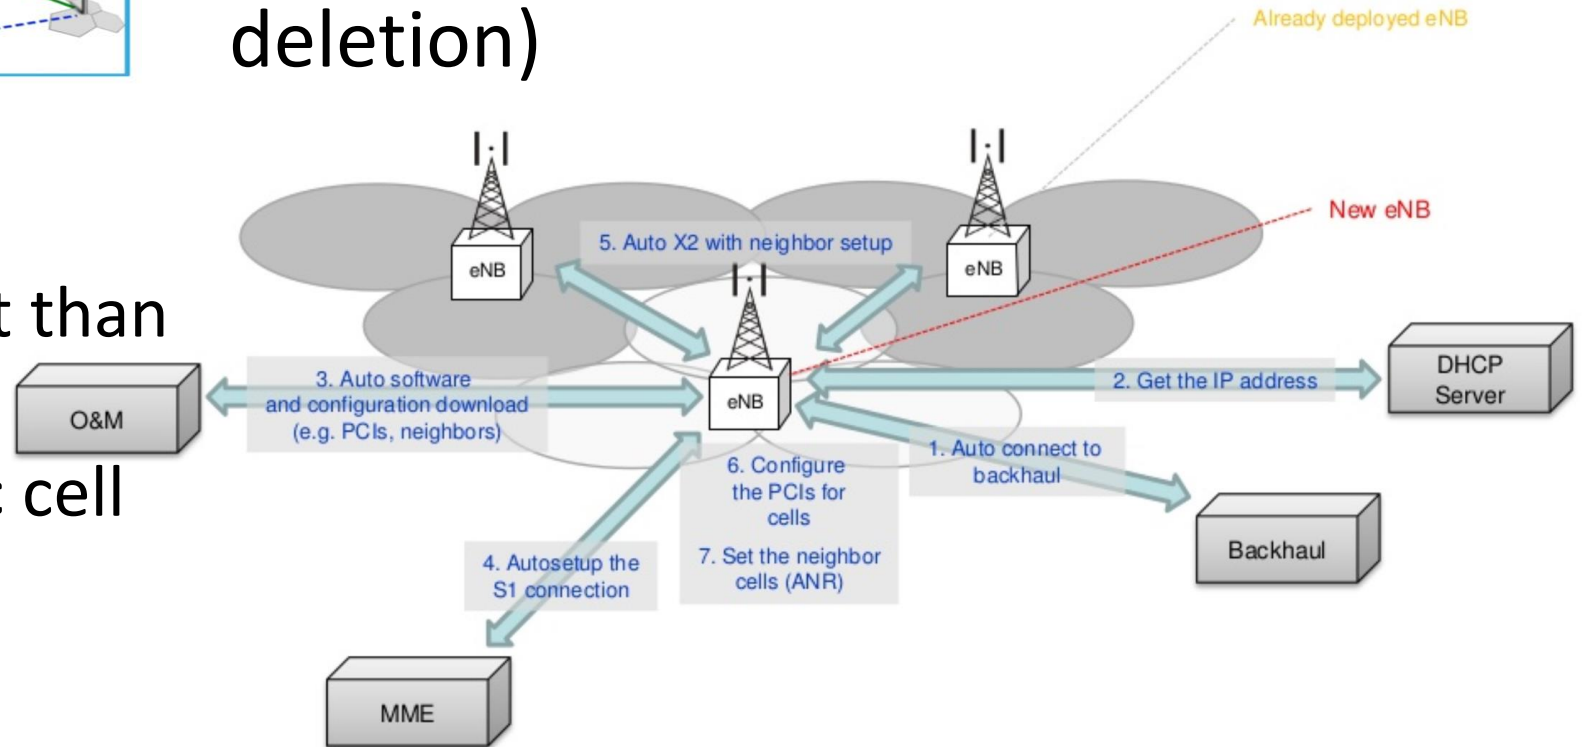 deletion)
Already deployed eNB
New eNB
eNB
5. Auto X2 with neighbor setup
eNB
t than
3. Auto software
and configuration download
(e.g. PCIs, neighbors)
eNB
2. Get the IP address
DHCP
Server
O&M
1. Auto connect to
backhaul
cell
6. Configure
the PCIs for
cells
7. Set the neighbor
cells (ANR)
4. Autosetup the
S1 connection
Backhaul
MME